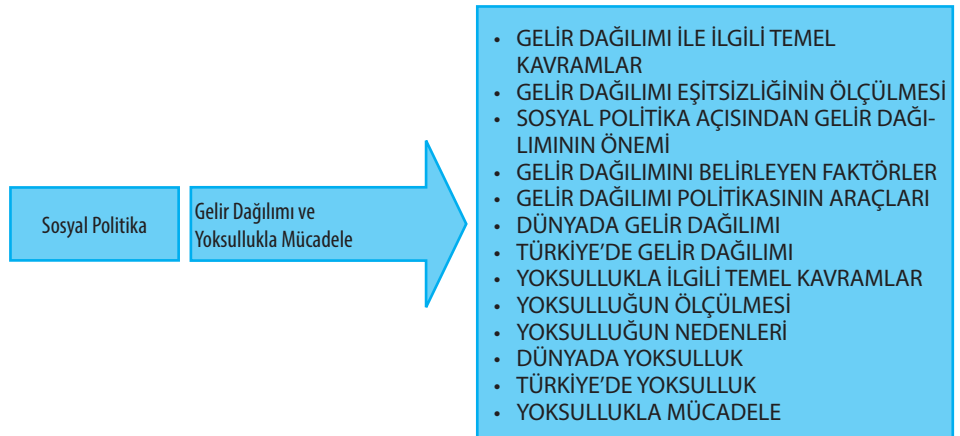 Sosyal Politika
Gelir Dağılımı ve
Yoksullukla Mücadele
• GELİR DAĞILIMI İLE İLGİLİ TEMEL
KAVRAMLAR
• GELİR DAĞILIMI EŞİTSİZLİĞİNİN ÖLÇÜLMESİ
• SOSYAL POLİTİKA AÇISINDAN GELİR DAĞI-
LIMININ ÖNEMİ
• GELİR DAĞILIMINI BELİRLEYEN FAKTÖRLER
• GELİR DAĞILIMI POLİTİKASININ ARAÇLARI
• DÜNYADA GELİR DAĞILIMI
• TÜRKİYE'DE GELİR DAĞILIMI
• YOKSULLUKLA İLGİLİ TEMEL KAVRAMLAR
• YOKSULLUĞUN ÖLÇÜLMESİ
• YOKSULLUĞUN NEDENLERİ
• DÜNYADA YOKSULLUK
• TÜRKİYE'DE YOKSULLUK
• YOKSULLUKLA MÜCADELE